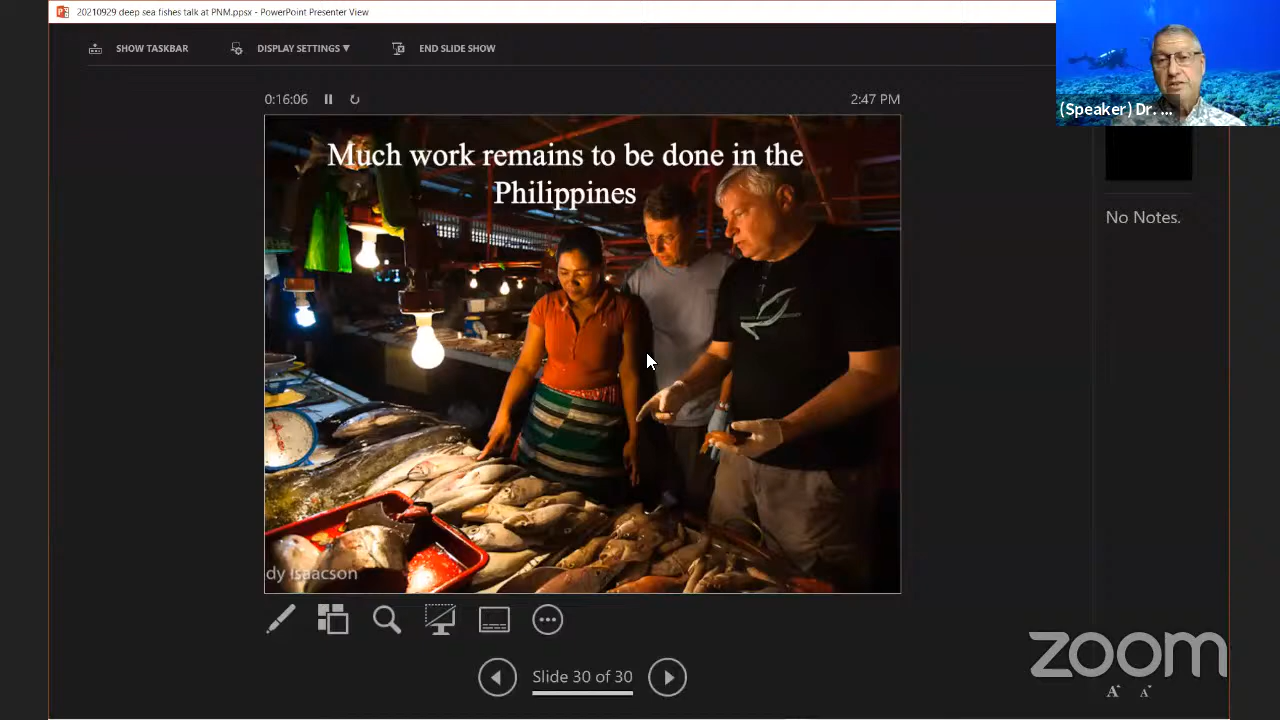 20210929 deep sea fishes talk at PNM.ppsx - PowerPoint Presenter View
SHOW TASKBAR
DISPLAY SETTINGS ▼
END SLIDE SHOW
(Speaker) Dr. ...
0:16:06
2:47 PM
Much work remains to be done in the
Philippines
No Notes.
dy Isaacson
Slide 30 of 30
zoom
A A